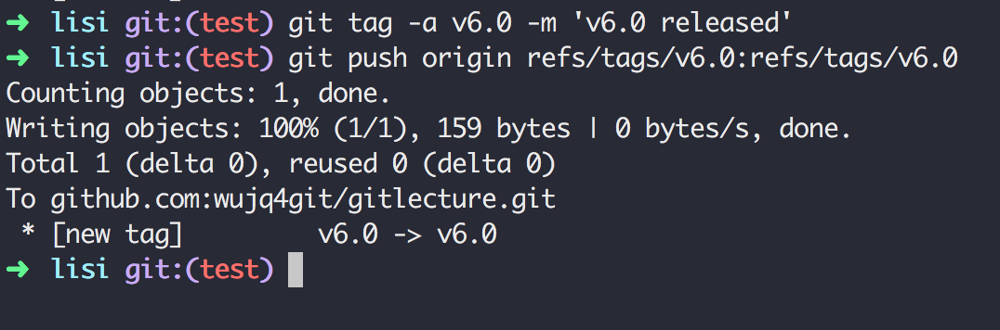 ➜ lisi git:(test) git tag -a v6.0 -m 'v6.0 released'
➜ lisi git:(test) git push origin refs/tags/v6.0:refs/tags/v6.0
Counting objects: 1, done.
Writing objects: 100% (1/1), 159 bytes | 0 bytes/s, done.
Total 1 (delta 0), reused 0 (delta 0)
To github.com:wujq4git/gitlecture.git
 * [new tag]         v6.0 -> v6.0
➜ lisi git:(test)